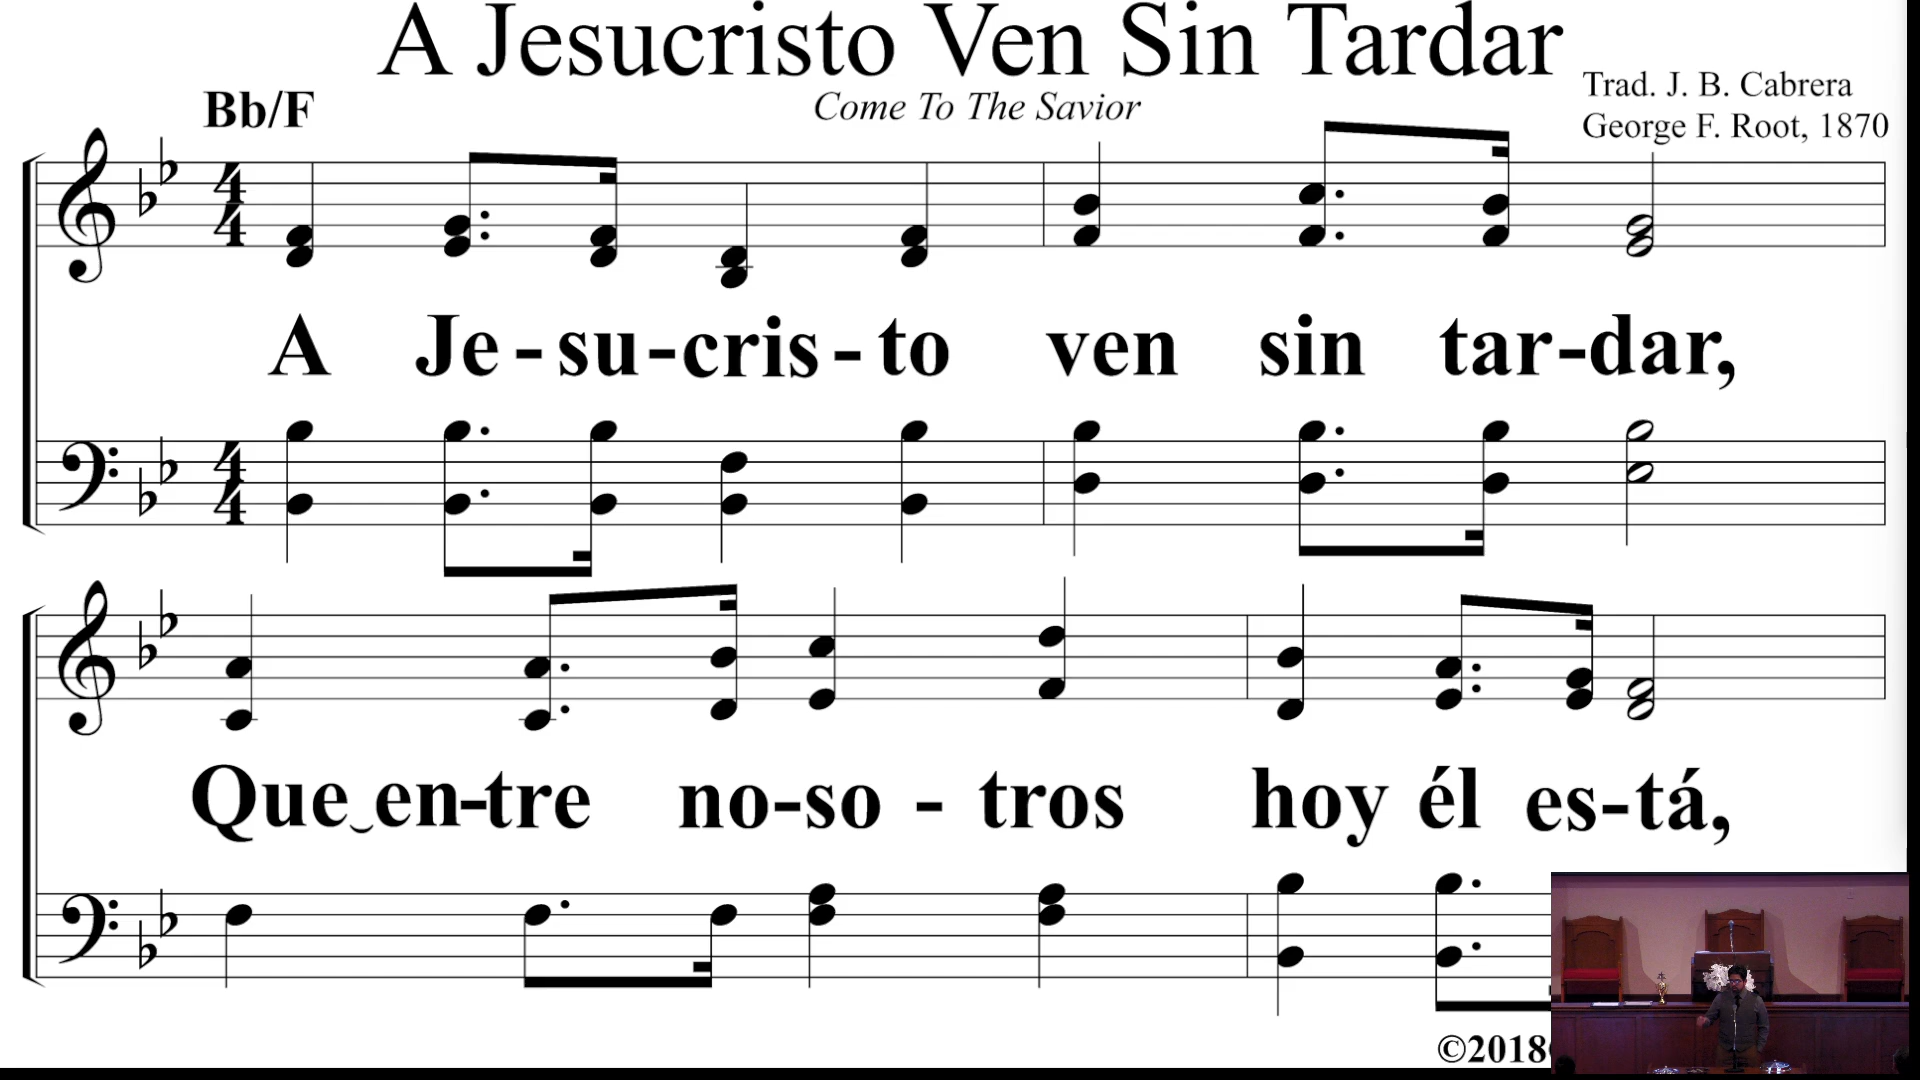 A Jesucristo Ven Sin Tardar
Come To The Savior
Trad. J. B. Cabrera
George F. Root, 1870
Bb/F
A Je-su-cris-to ven sin tar-dar,
Que‿en-tre no-so-tros hoy él es-tá,
©2018